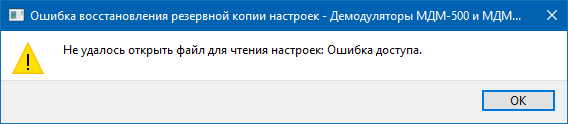 Ошибка восстановления резервной копии настроек - Демодуляторы МДМ-500 и МДМ...
Не удалось открыть файл для чтения настроек: Ошибка доступа.
OK